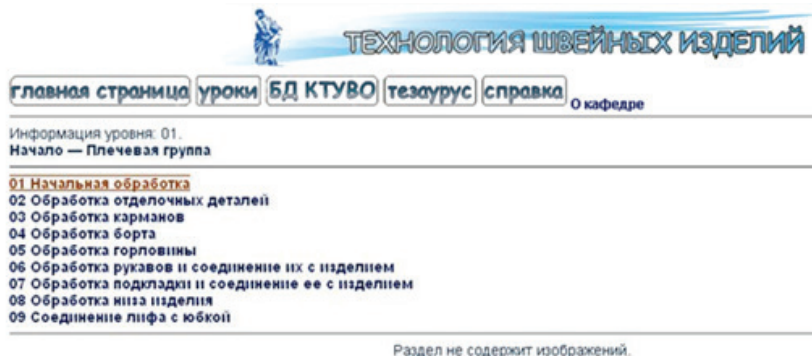 ТЕХНОЛОГИЯ ШВЕЙНЫХ ИЗДЕЛИЙ
главная страница уроки БД КТУВО тезаурус справка О кафедре
Информация уровня: 01.
Начало — Плечевая группа
01 Начальная обработка
02 Обработка отделочных деталей
03 Обработка карманов
04 Обработка борта
05 Обработка горловины
06 Обработка рукавов и соединение их с изделием
07 Обработка подкладки и соединение ее с изделием
08 Обработка низа изделия
09 Соединение лифа с юбкой
Раздел не содержит изображений.